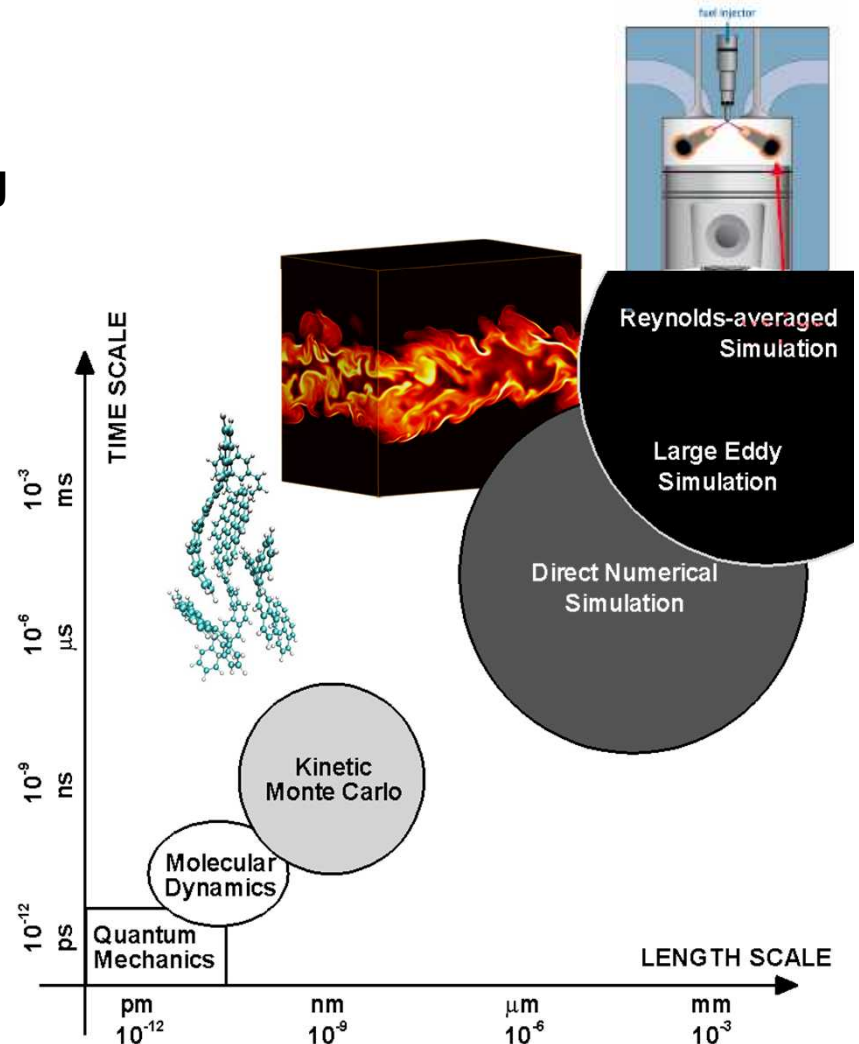 fuel injector
Reynolds-averaged
Simulation
Large Eddy
Simulation
Direct Numerical
Simulation
Kinetic
Monte Carlo
Molecular
Dynamics
Quantum
Mechanics
TIME SCALE
10⁻³
ms
10⁻⁶
μs
10⁻⁹
ns
10⁻¹²
ps
LENGTH SCALE
pm nm μm mm
10⁻¹² 10⁻⁹ 10⁻⁶ 10⁻³